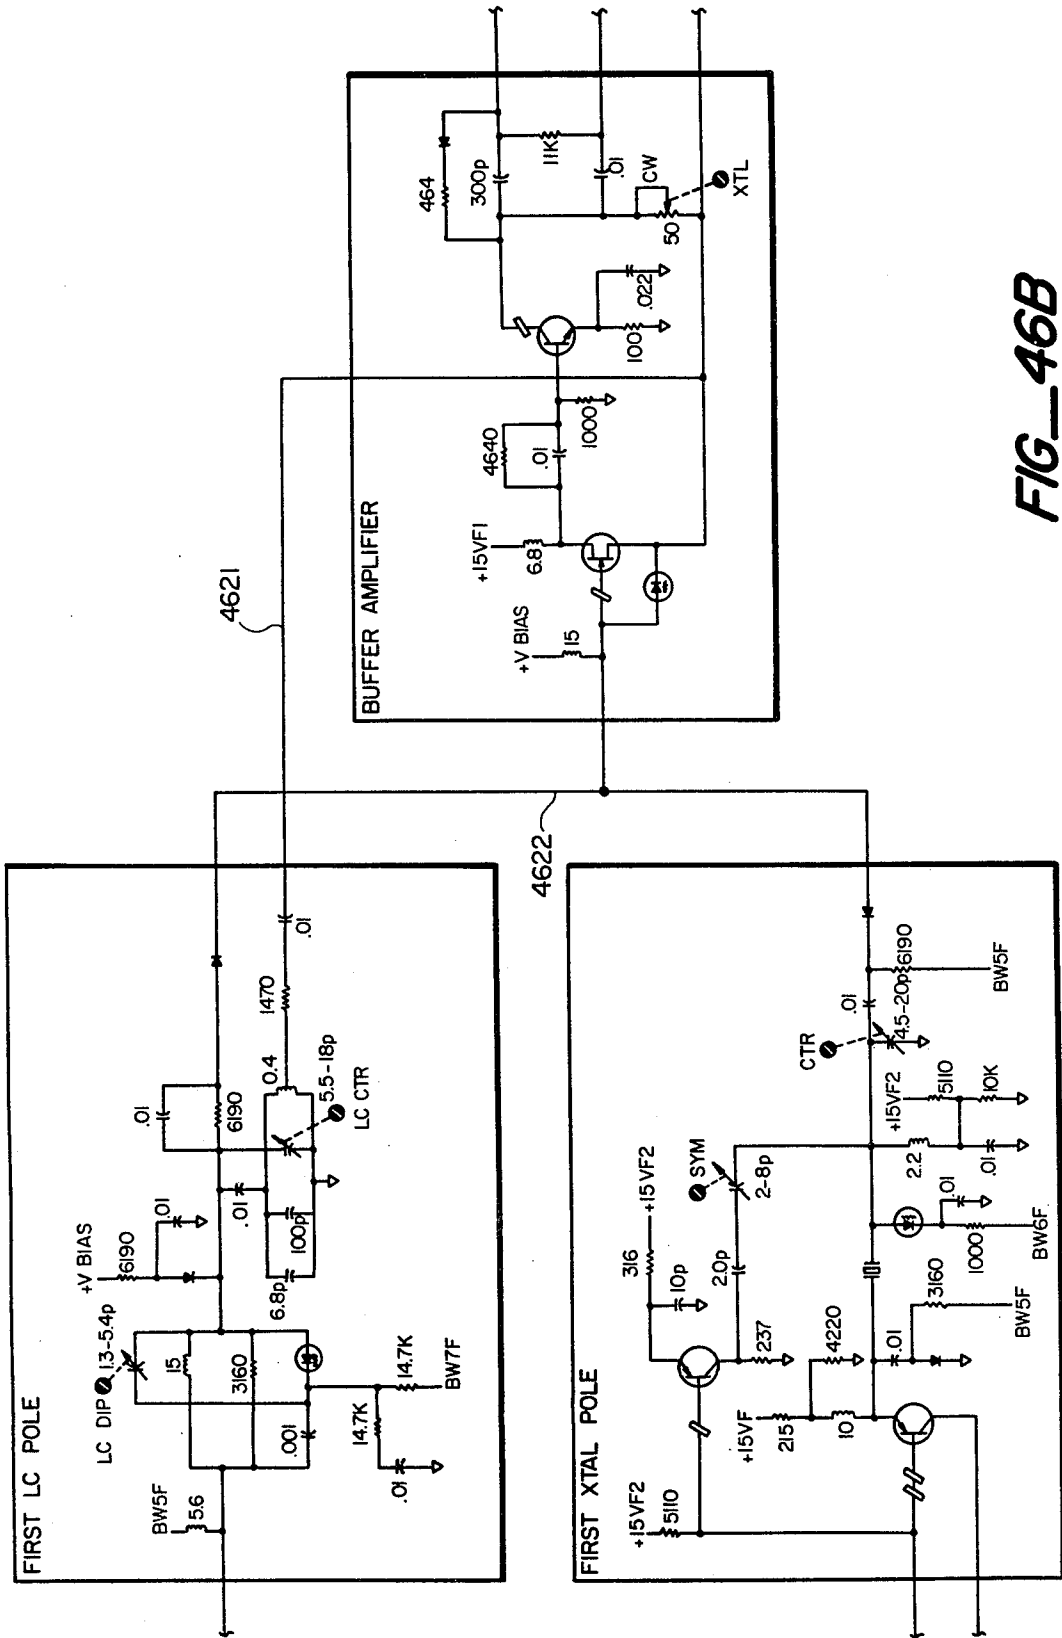 FIRST LC POLE
BW5F
5.6
LC DIP
1.3-5.4p
15
3160
.001
14.7K
14.7K
.01
BW7F
+V BIAS
6190
.01
.01
6190
.01
6.8p
100p
0.4
5.5-18p
LC CTR
1470
.01
4621
4622
FIRST XTAL POLE
+15VF2
5110
316
+15VF2
10p
237
2.0p
SYM
2-8p
+15VF
215
10
4220
.01
3160
BW5F
1000
.01
BW6F
2.2
+15VF2
5110
10K
.01
CTR
4.5-20p
.01
6190
BW5F
BUFFER AMPLIFIER
+V BIAS
15
+15VF1
6.8
4640
.01
1000
100
.022
464
300p
11K
.01
CW
50
XTL
FIG_46B